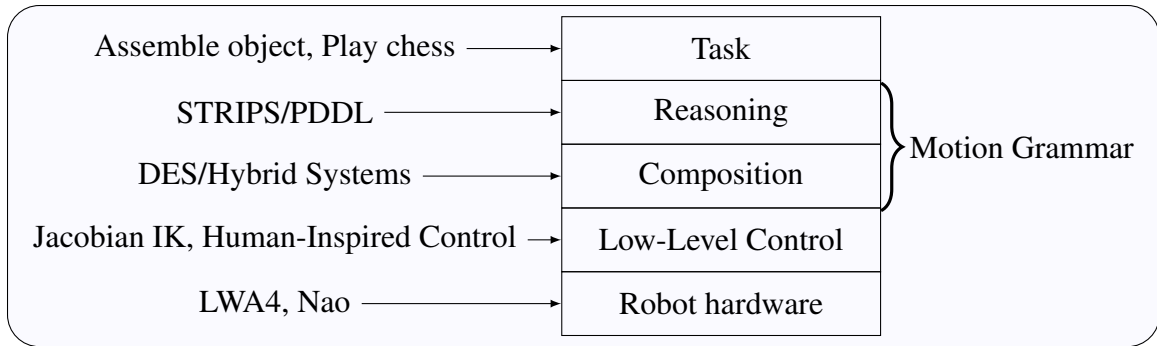 Assemble object, Play chess
Task
STRIPS/PDDL
Reasoning
DES/Hybrid Systems
Composition
Motion Grammar
Jacobian IK, Human-Inspired Control
Low-Level Control
LWA4, Nao
Robot hardware